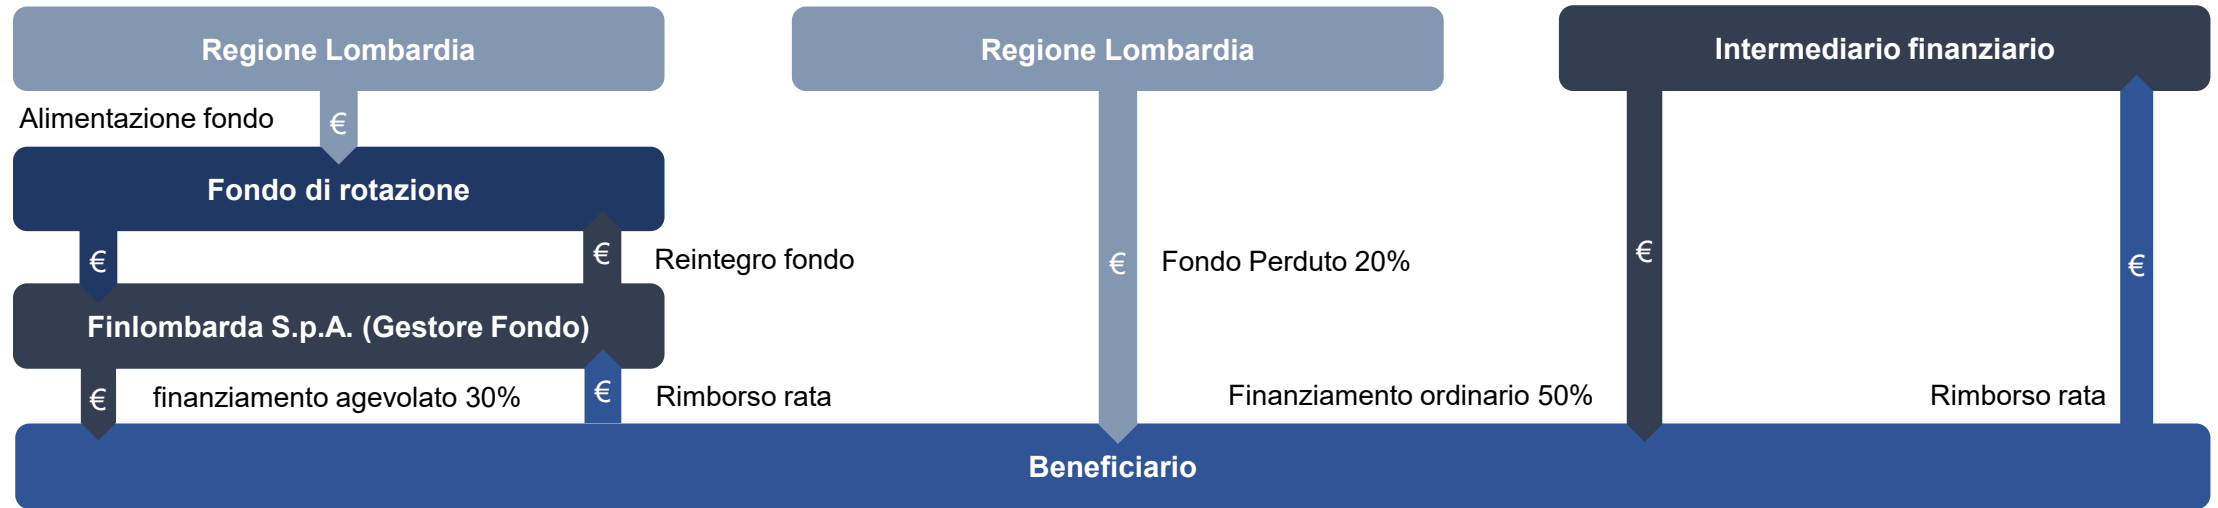 Regione Lombardia
Regione Lombardia
Intermediario finanziario
Alimentazione fondo
€
Fondo di rotazione
€
€
Reintegro fondo
€
Fondo Perduto 20%
€
€
Finlombarda S.p.A. (Gestore Fondo)
€
finanziamento agevolato 30%
€
Rimborso rata
Finanziamento ordinario 50%
Rimborso rata
Beneficiario